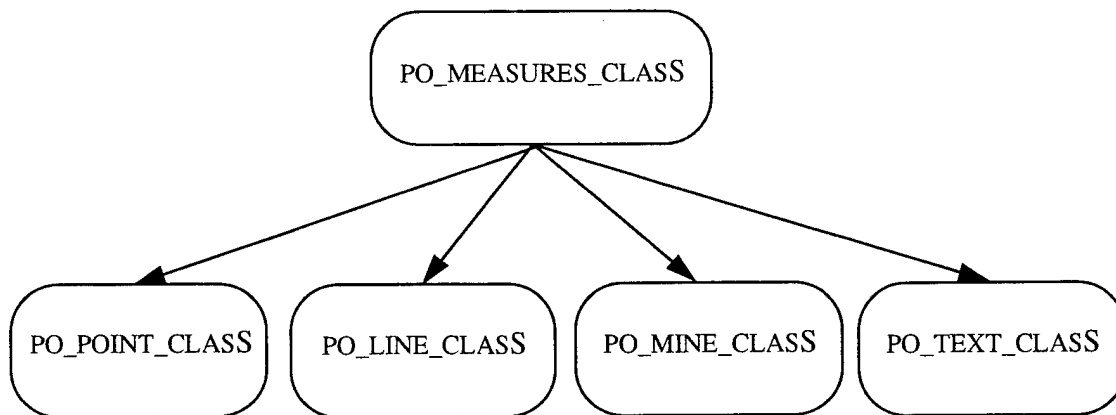 PO_MEASURES_CLASS
PO_POINT_CLASS
PO_LINE_CLASS
PO_MINE_CLASS
PO_TEXT_CLASS